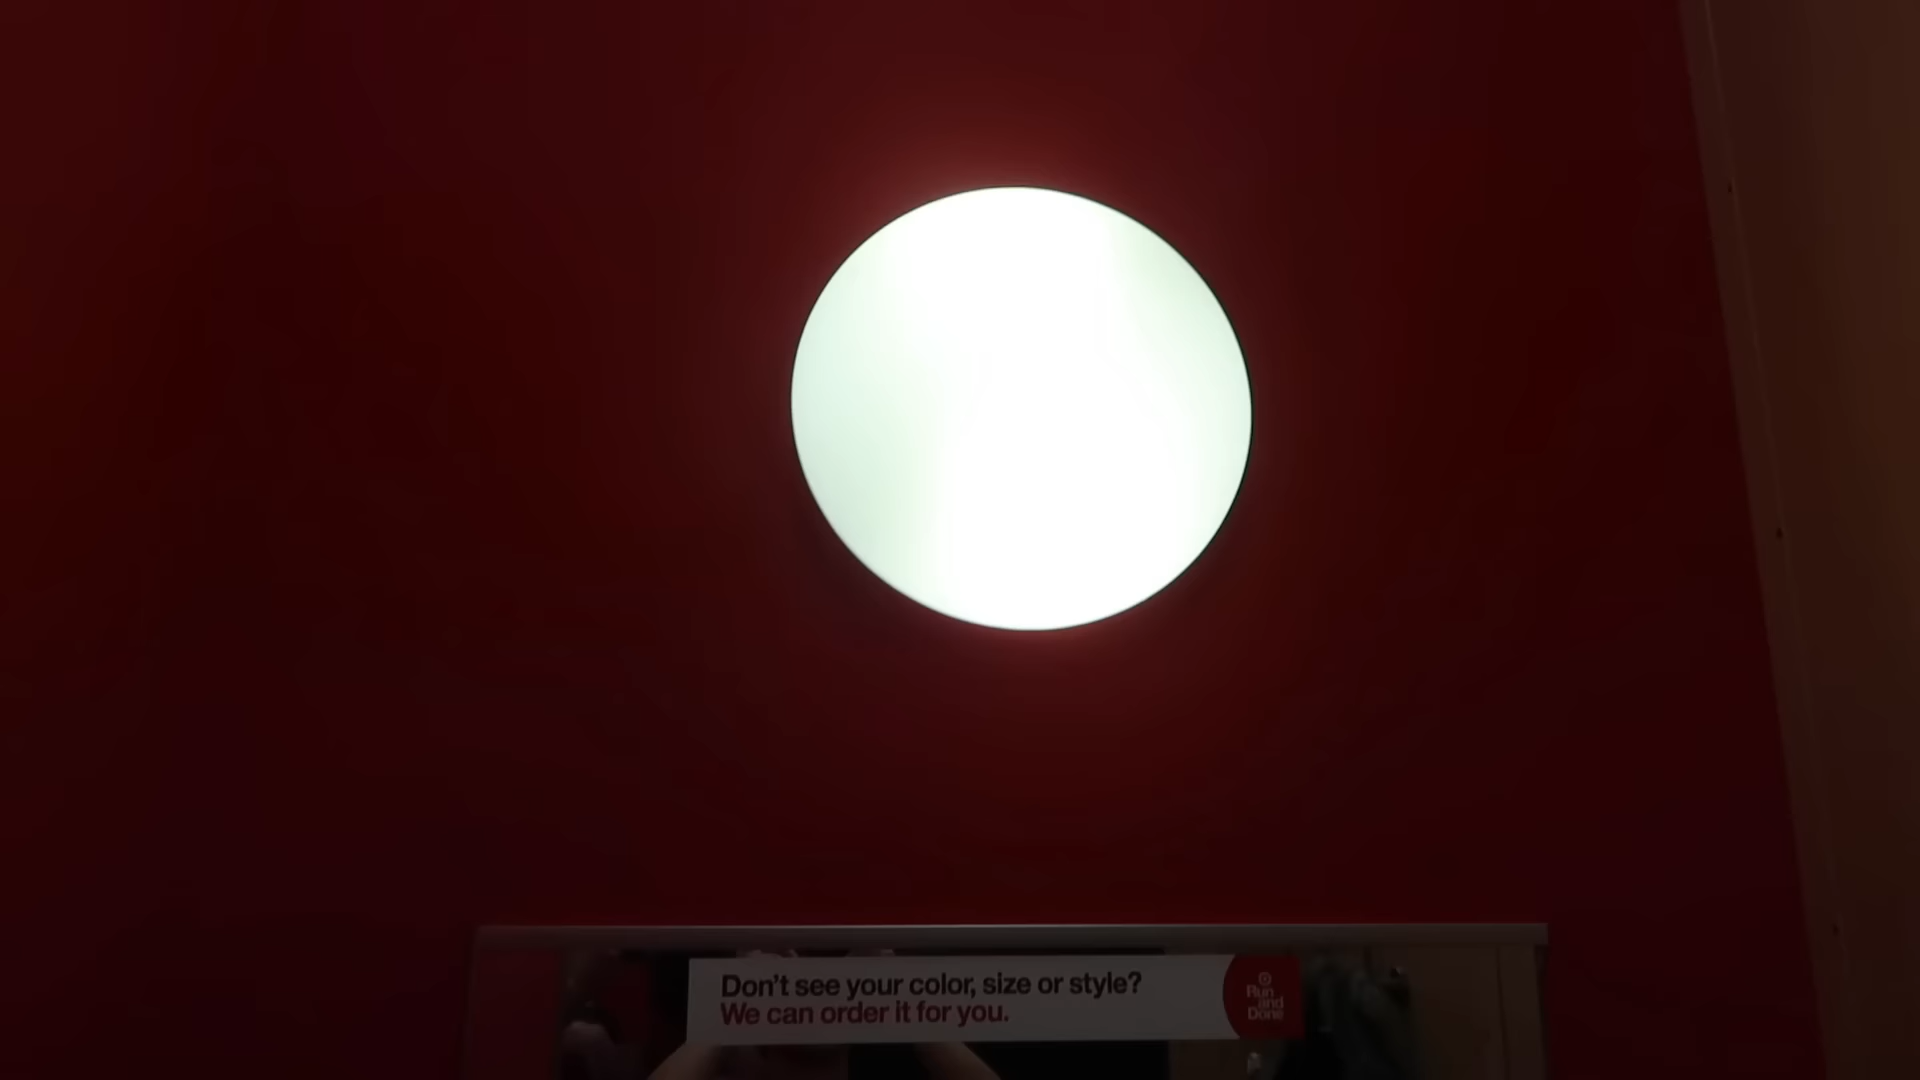 Don't see your color, size or style?
We can order it for you.
Run
and
Done